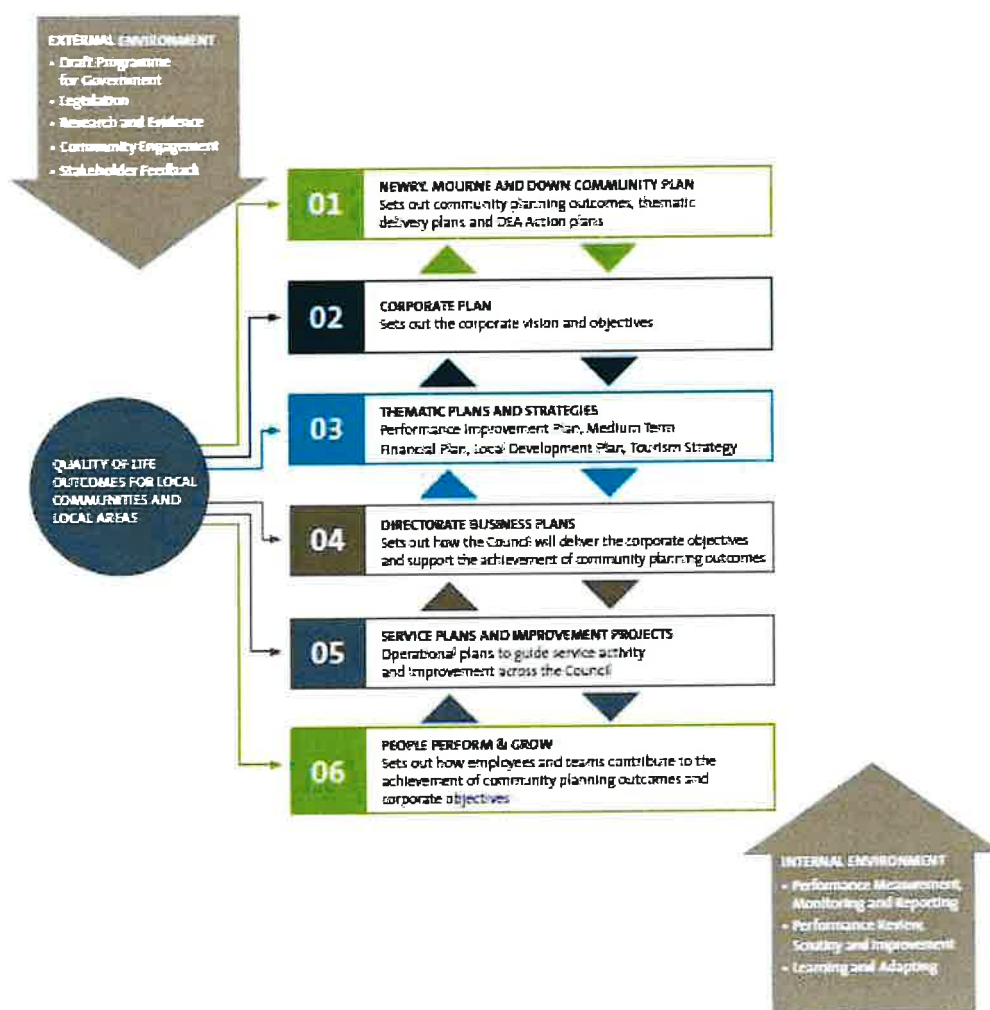 EXTERNAL ENVIRONMENT
• Draft Programme
for Government
• Legislation
• Research and Evidence
• Community Engagement
• Stakeholder Feedback
01
NEWRY, MOURNE AND DOWN COMMUNITY PLAN
Sets out community planning outcomes, thematic
delivery plans and DEA Action plans
02
CORPORATE PLAN
Sets out the corporate vision and objectives
03
THEMATIC PLANS AND STRATEGIES
Performance Improvement Plan, Medium Term
Financial Plan, Local Development Plan, Tourism Strategy
QUALITY OF LIFE
OUTCOMES FOR LOCAL
COMMUNITIES AND
LOCAL AREAS
04
DIRECTORATE BUSINESS PLANS
Sets out how the Council will deliver the corporate objectives
and support the achievement of community planning outcomes
05
SERVICE PLANS AND IMPROVEMENT PROJECTS
Operational plans to guide service activity
and improvement across the Council
06
PEOPLE PERFORM & GROW
Sets out how employees and teams contribute to the
achievement of community planning outcomes and
corporate objectives
INTERNAL ENVIRONMENT
• Performance Measurement,
Monitoring and Reporting
• Performance Review,
Scrutiny and Improvement
• Learning and Adapting